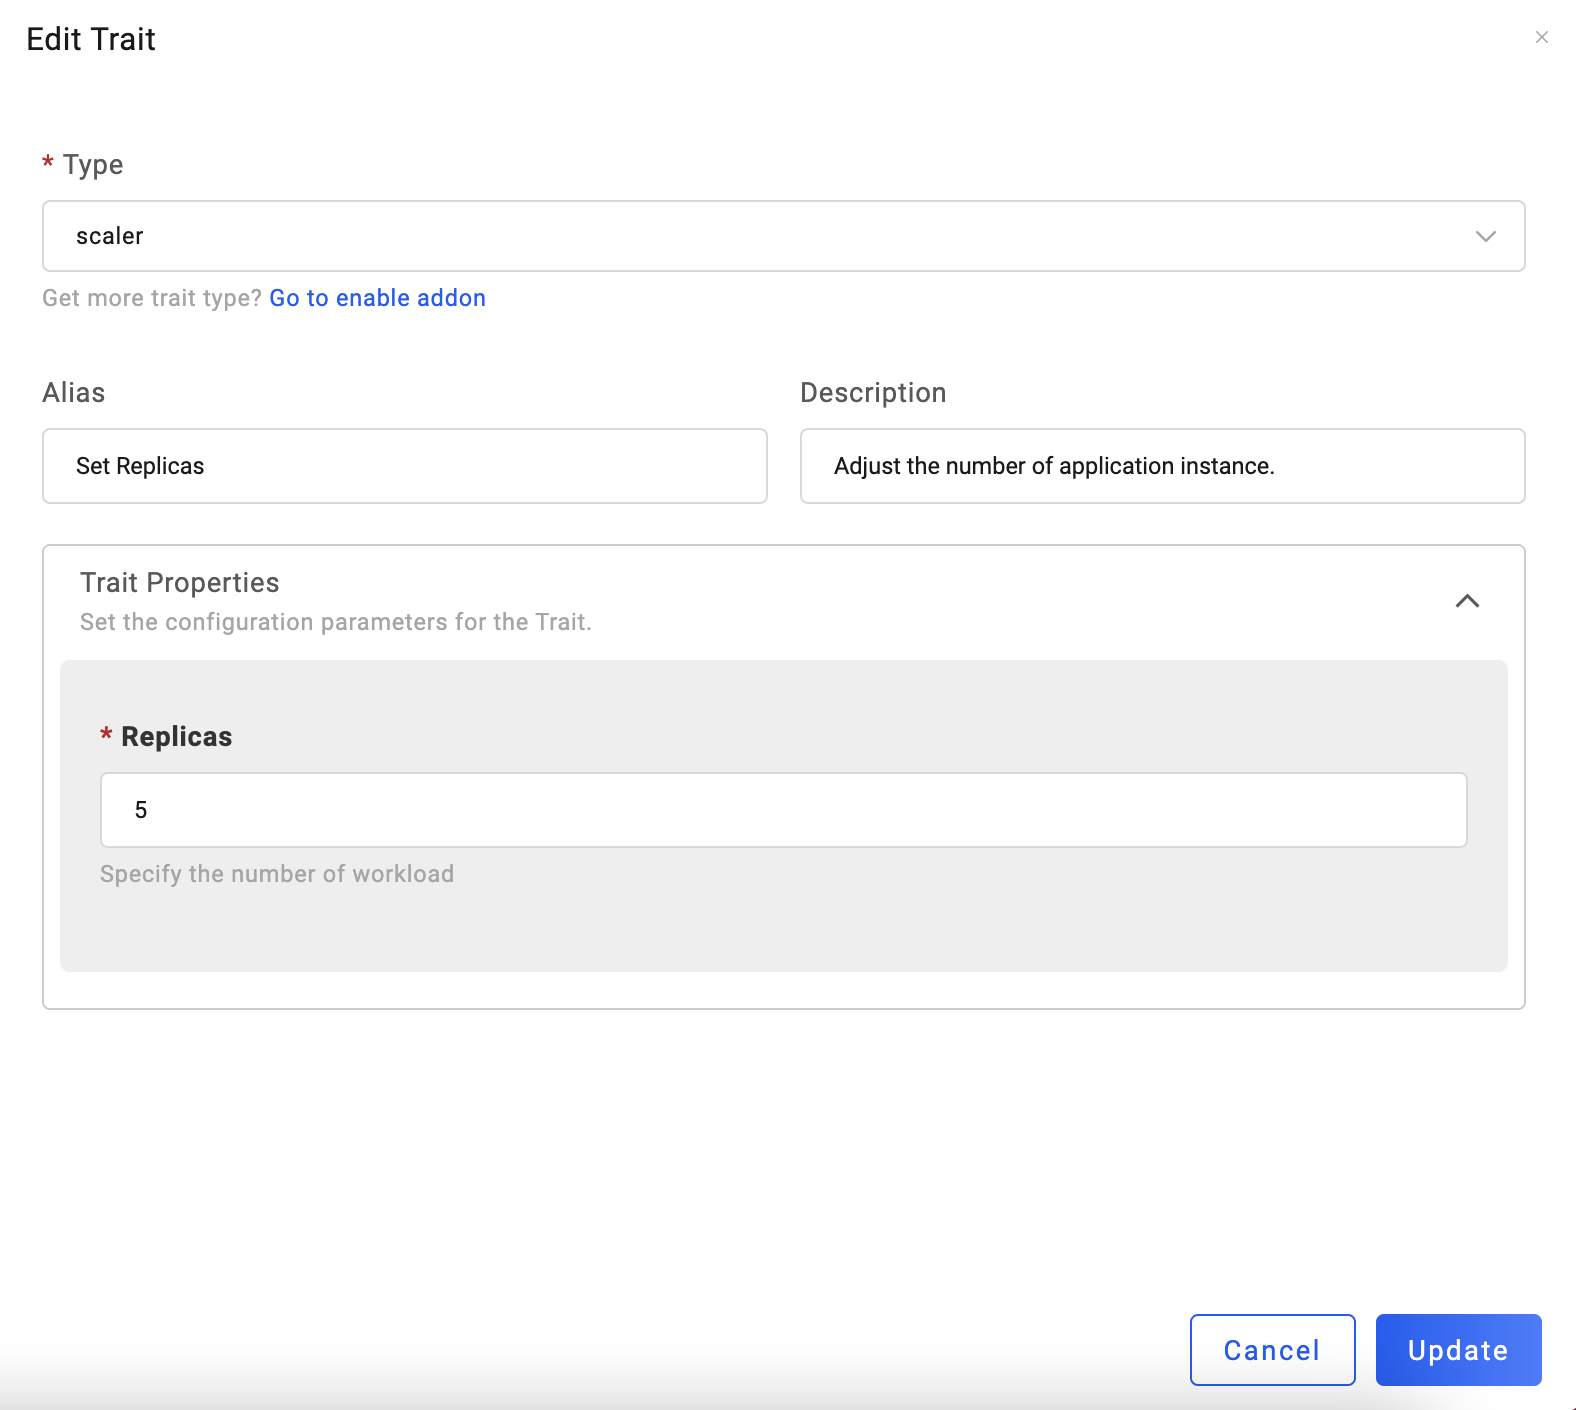 Edit Trait
* Type
scaler
Get more trait type? Go to enable addon
Alias
Description
Set Replicas
Adjust the number of application instance.
Trait Properties
Set the configuration parameters for the Trait.
* Replicas
5
Specify the number of workload
Cancel
Update